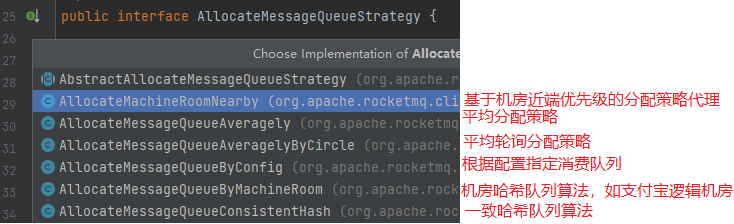 25 public interface AllocateMessageQueueStrategy {
26
27 Choose Implementation of Allocate
28 AbstractAllocateMessageQueueStrategy (org.apache.r
29 AllocateMachineRoomNearby (org.apache.rocketmq.cli 基于机房近端优先级的分配策略代理
30 AllocateMessageQueueAveragely (org.apache.rocketmq. 平均分配策略
31 AllocateMessageQueueAveragelyByCircle (org.apache. 平均轮询分配策略
32 AllocateMessageQueueByConfig (org.apache.rocketmq. 根据配置指定消费队列
33 AllocateMessageQueueByMachineRoom (org.apache.rock 机房哈希队列算法，如支付宝逻辑机房
34 AllocateMessageQueueConsistentHash (org.apache.roc 一致哈希队列算法